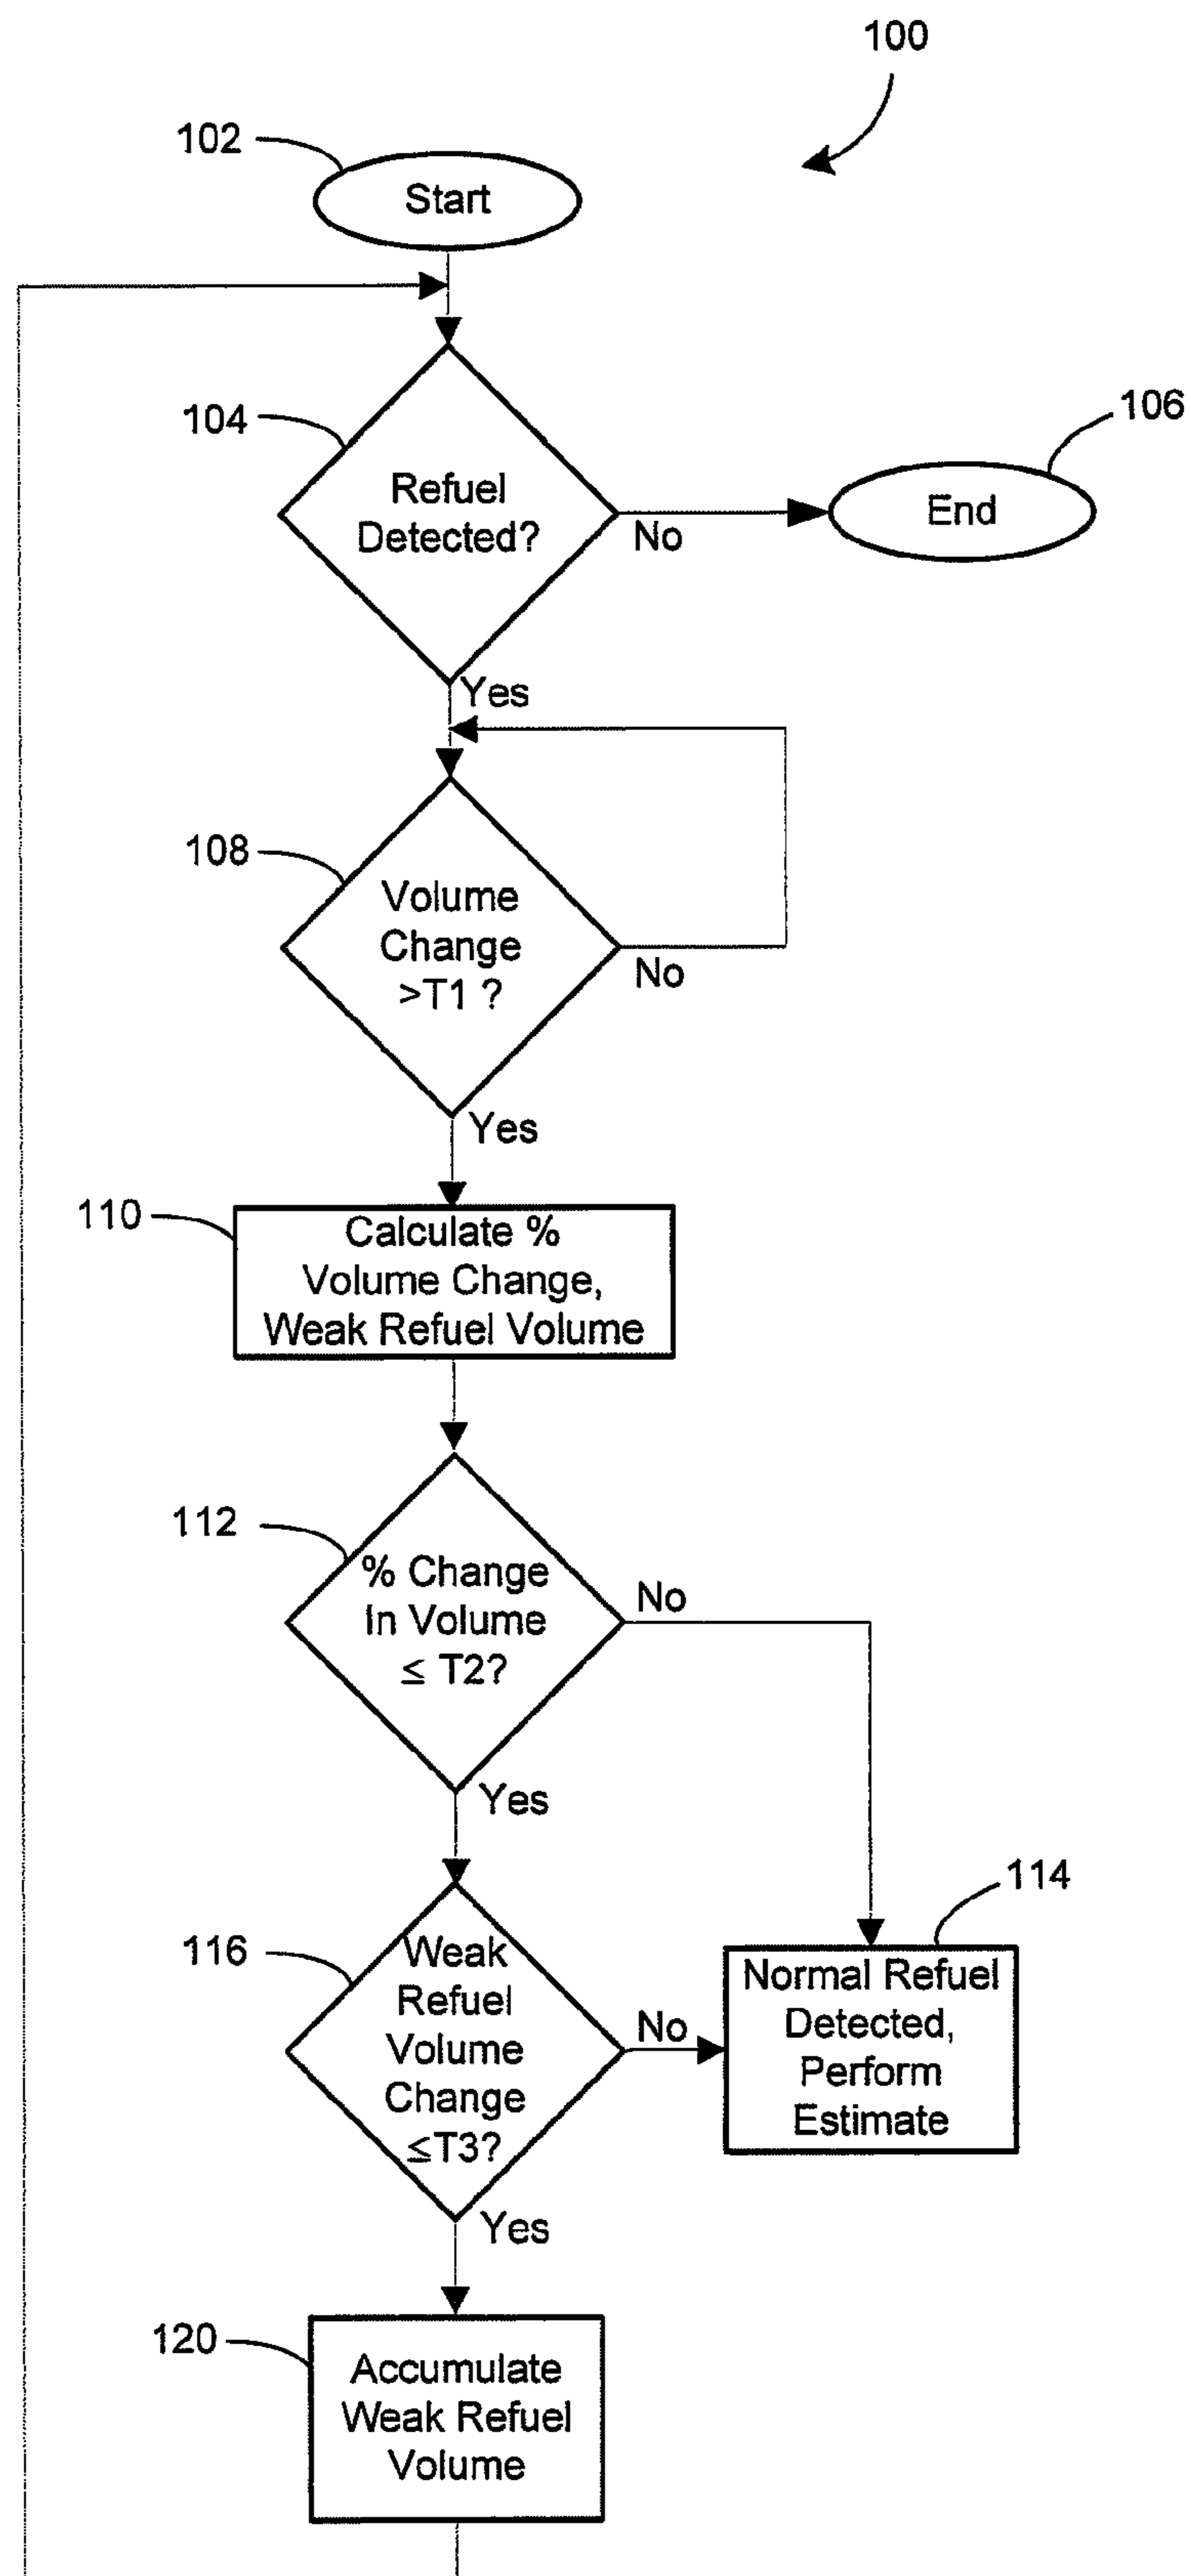 100
102
Start
104
Refuel
Detected?
No
106
End
Yes
108
Volume
Change
>T1 ?
No
Yes
110
Calculate %
Volume Change,
Weak Refuel Volume
112
% Change
In Volume
≤ T2?
No
Yes
114
Normal Refuel
Detected,
Perform
Estimate
116
Weak
Refuel
Volume
Change
≤T3?
No
Yes
120
Accumulate
Weak Refuel
Volume